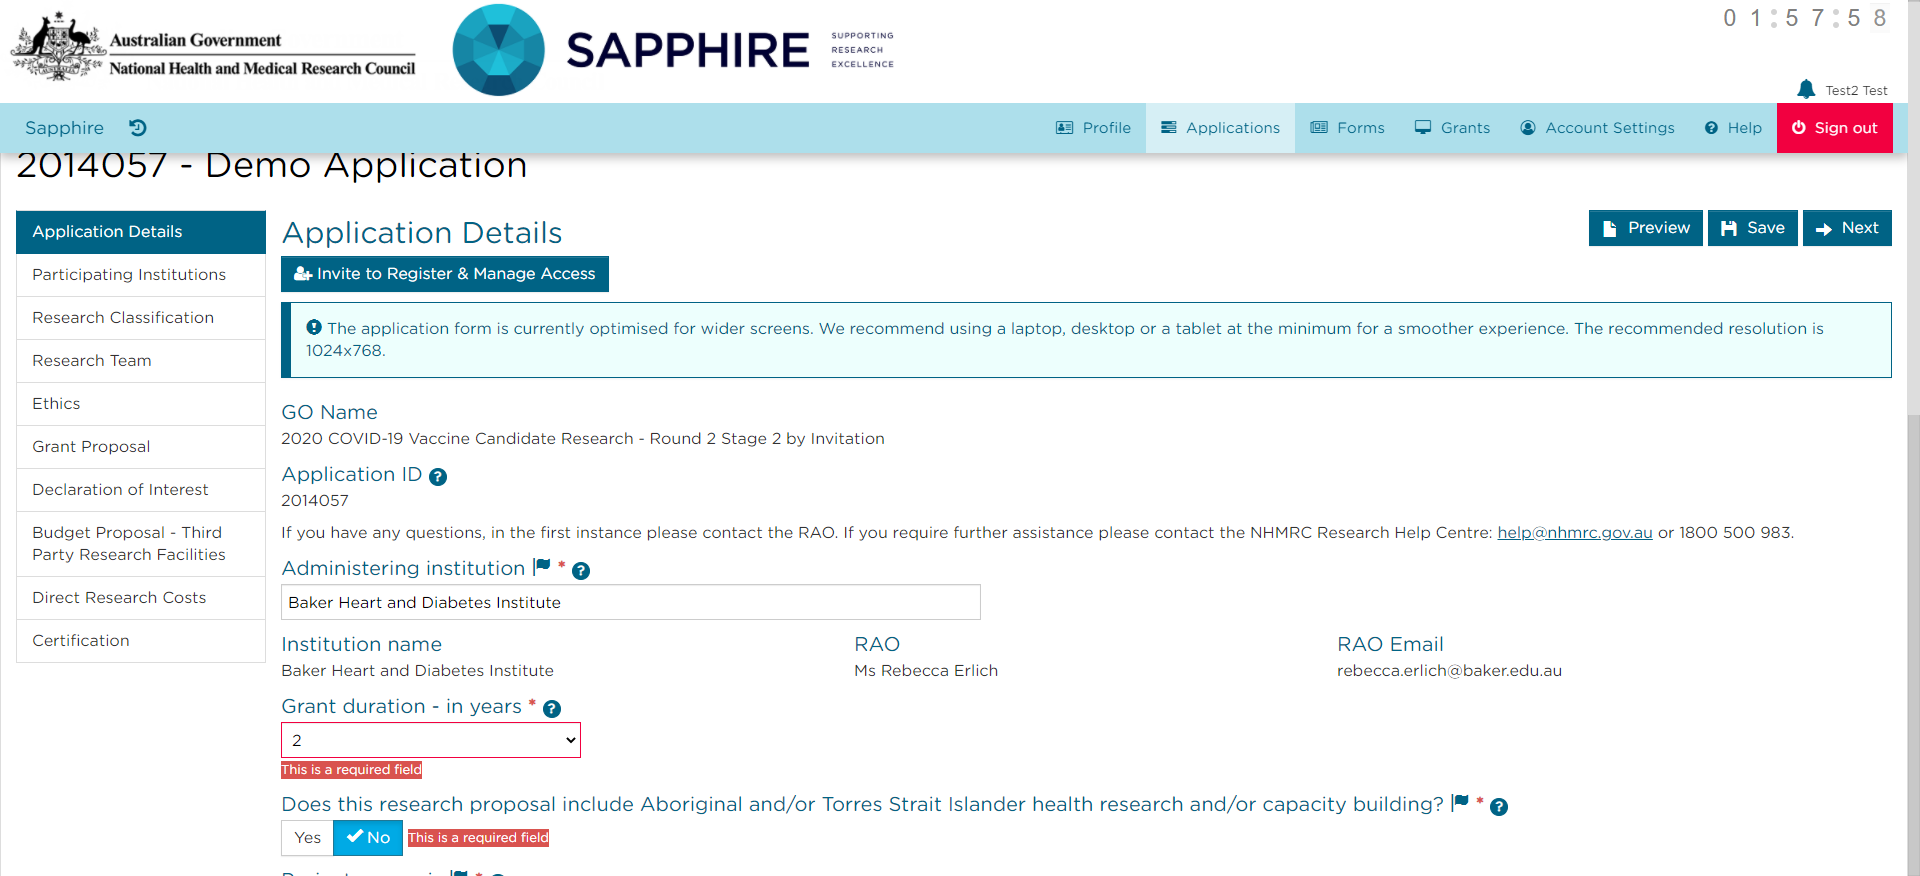 Australian Government
National Health and Medical Research Council
SAPPHIRE
SUPPORTING
RESEARCH
EXCELLENCE
01:57:58
Test2 Test
Sapphire
Profile
Applications
Forms
Grants
Account Settings
Help
Sign out
2014057 - Demo Application
Application Details
Participating Institutions
Research Classification
Research Team
Ethics
Grant Proposal
Declaration of Interest
Budget Proposal - Third
Party Research Facilities
Direct Research Costs
Certification
Application Details
Preview
Save
Next
Invite to Register & Manage Access
The application form is currently optimised for wider screens. We recommend using a laptop, desktop or a tablet at the minimum for a smoother experience. The recommended resolution is
1024x768.
GO Name
2020 COVID-19 Vaccine Candidate Research - Round 2 Stage 2 by Invitation
Application ID
2014057
If you have any questions, in the first instance please contact the RAO. If you require further assistance please contact the NHMRC Research Help Centre: help@nhmrc.gov.au or 1800 500 983.
Administering institution *
Baker Heart and Diabetes Institute
Institution name
Baker Heart and Diabetes Institute
RAO
Ms Rebecca Erlich
RAO Email
rebecca.erlich@baker.edu.au
Grant duration - in years *
2
This is a required field
Does this research proposal include Aboriginal and/or Torres Strait Islander health research and/or capacity building? *
Yes
No
This is a required field